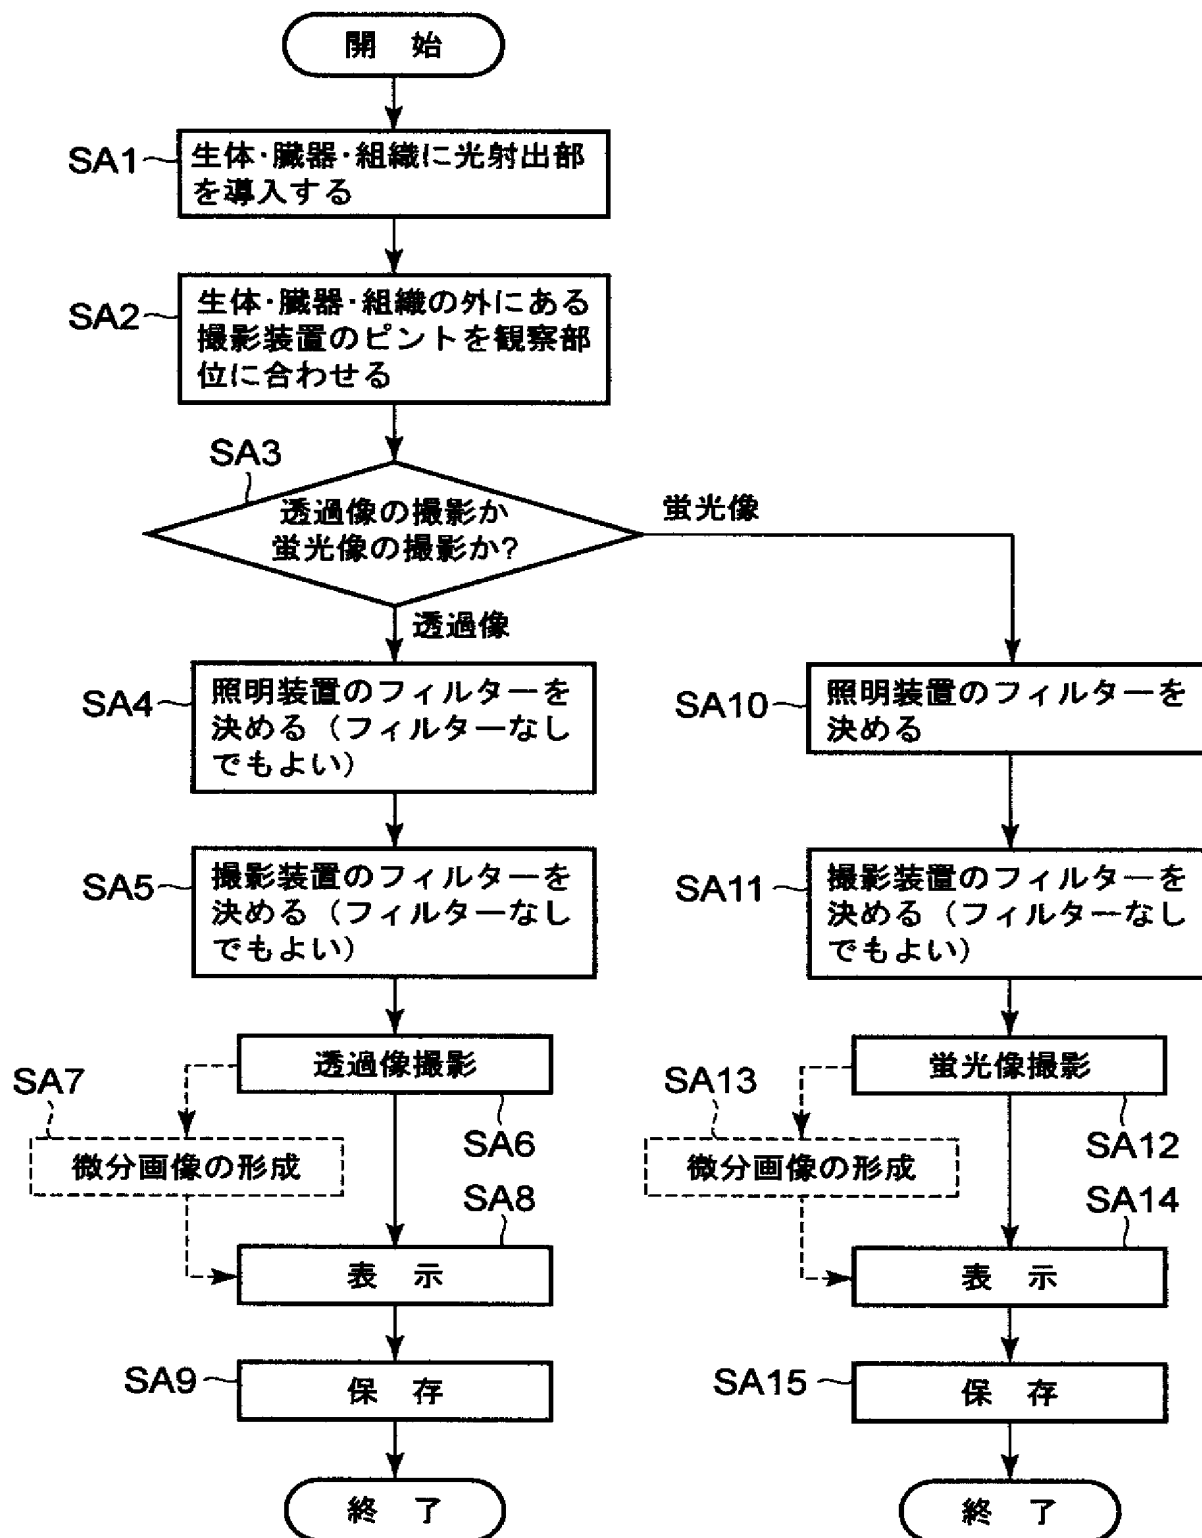 開 始
SA1
生体・臓器・組織に光射出部
を導入する
SA2
生体・臓器・組織の外にある
撮影装置のピントを観察部
位に合わせる
SA3
透過像の撮影か
蛍光像の撮影か?
蛍光像
透過像
SA4
照明装置のフィルターを
決める（フィルターなし
でもよい）
SA10
照明装置のフィルターを
決める
SA5
撮影装置のフィルターを
決める（フィルターなし
でもよい）
SA11
撮影装置のフィルターを
決める（フィルターなし
でもよい）
透過像撮影
SA6
SA7
微分画像の形成
SA8
表 示
SA9
保 存
終 了
蛍光像撮影
SA12
SA13
微分画像の形成
SA14
表 示
SA15
保 存
終 了